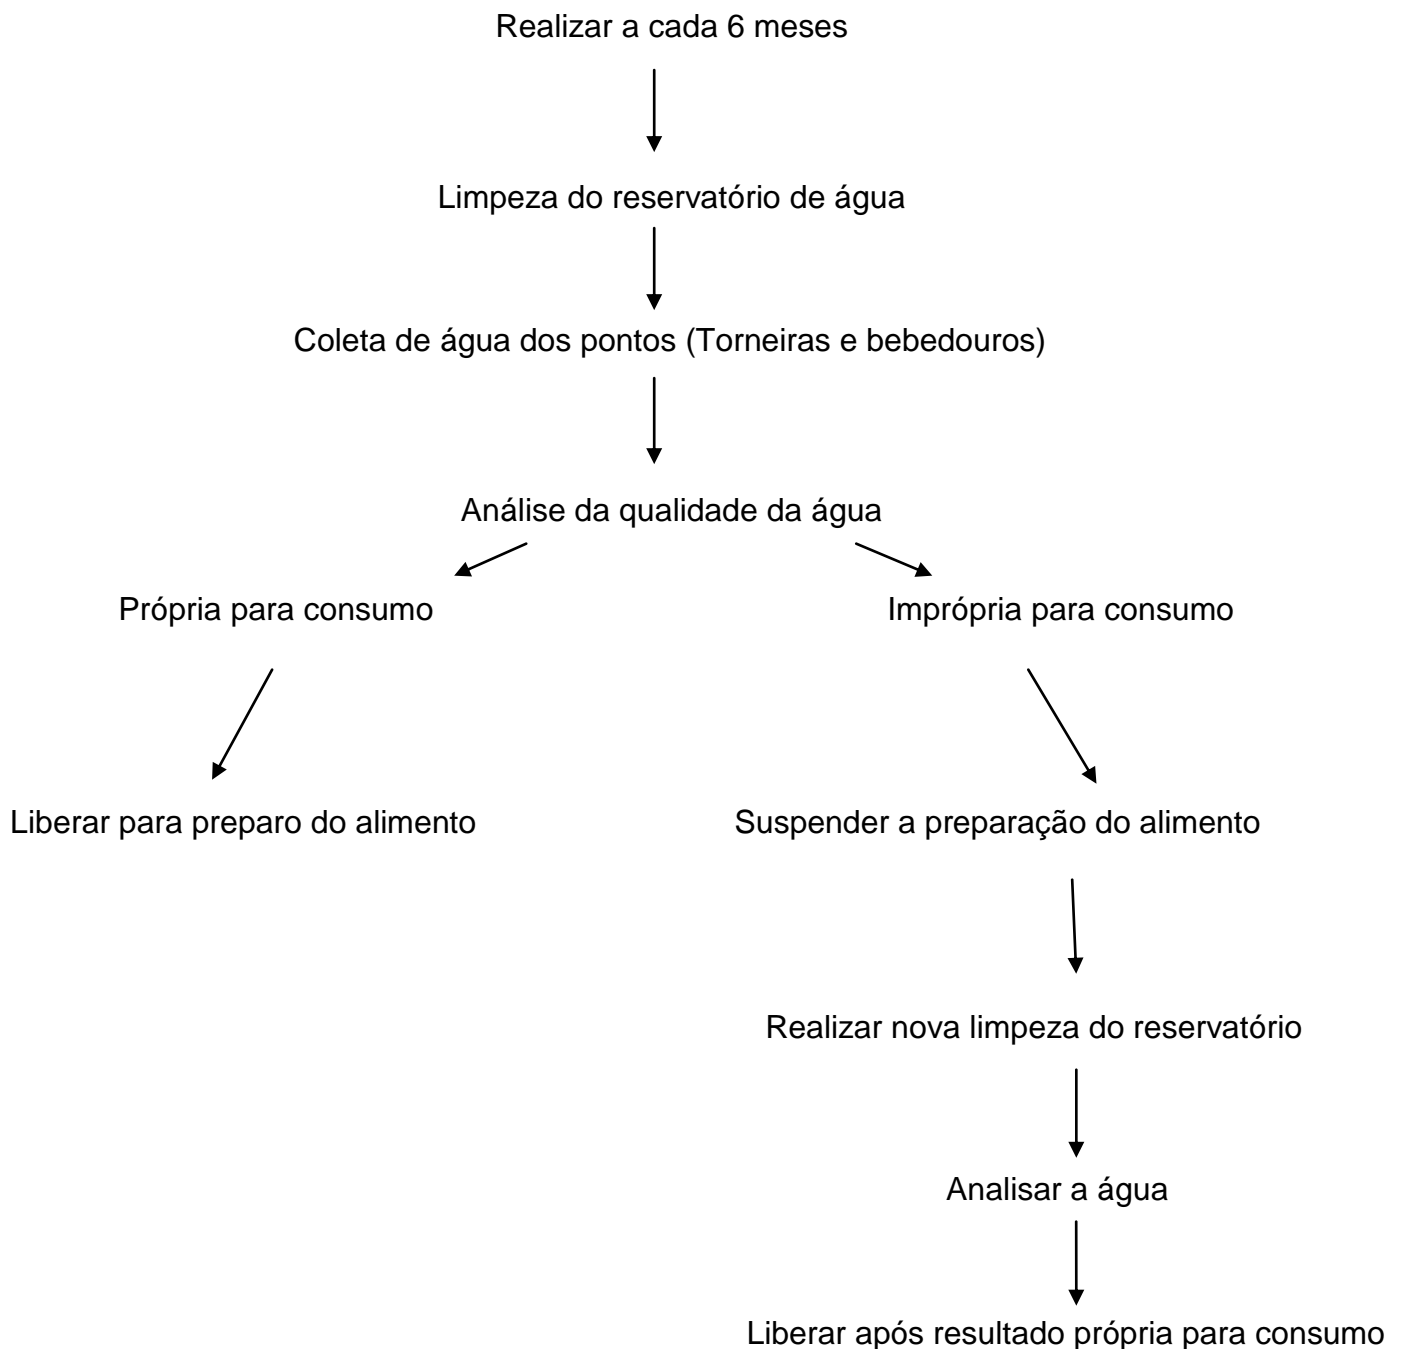 Realizar a cada 6 meses
Limpeza do reservatório de água
Coleta de água dos pontos (Torneiras e bebedouros)
Análise da qualidade da água
Própria para consumo
Imprópria para consumo
Liberar para preparo do alimento
Suspender a preparação do alimento
Realizar nova limpeza do reservatório
Analisar a água
Liberar após resultado própria para consumo